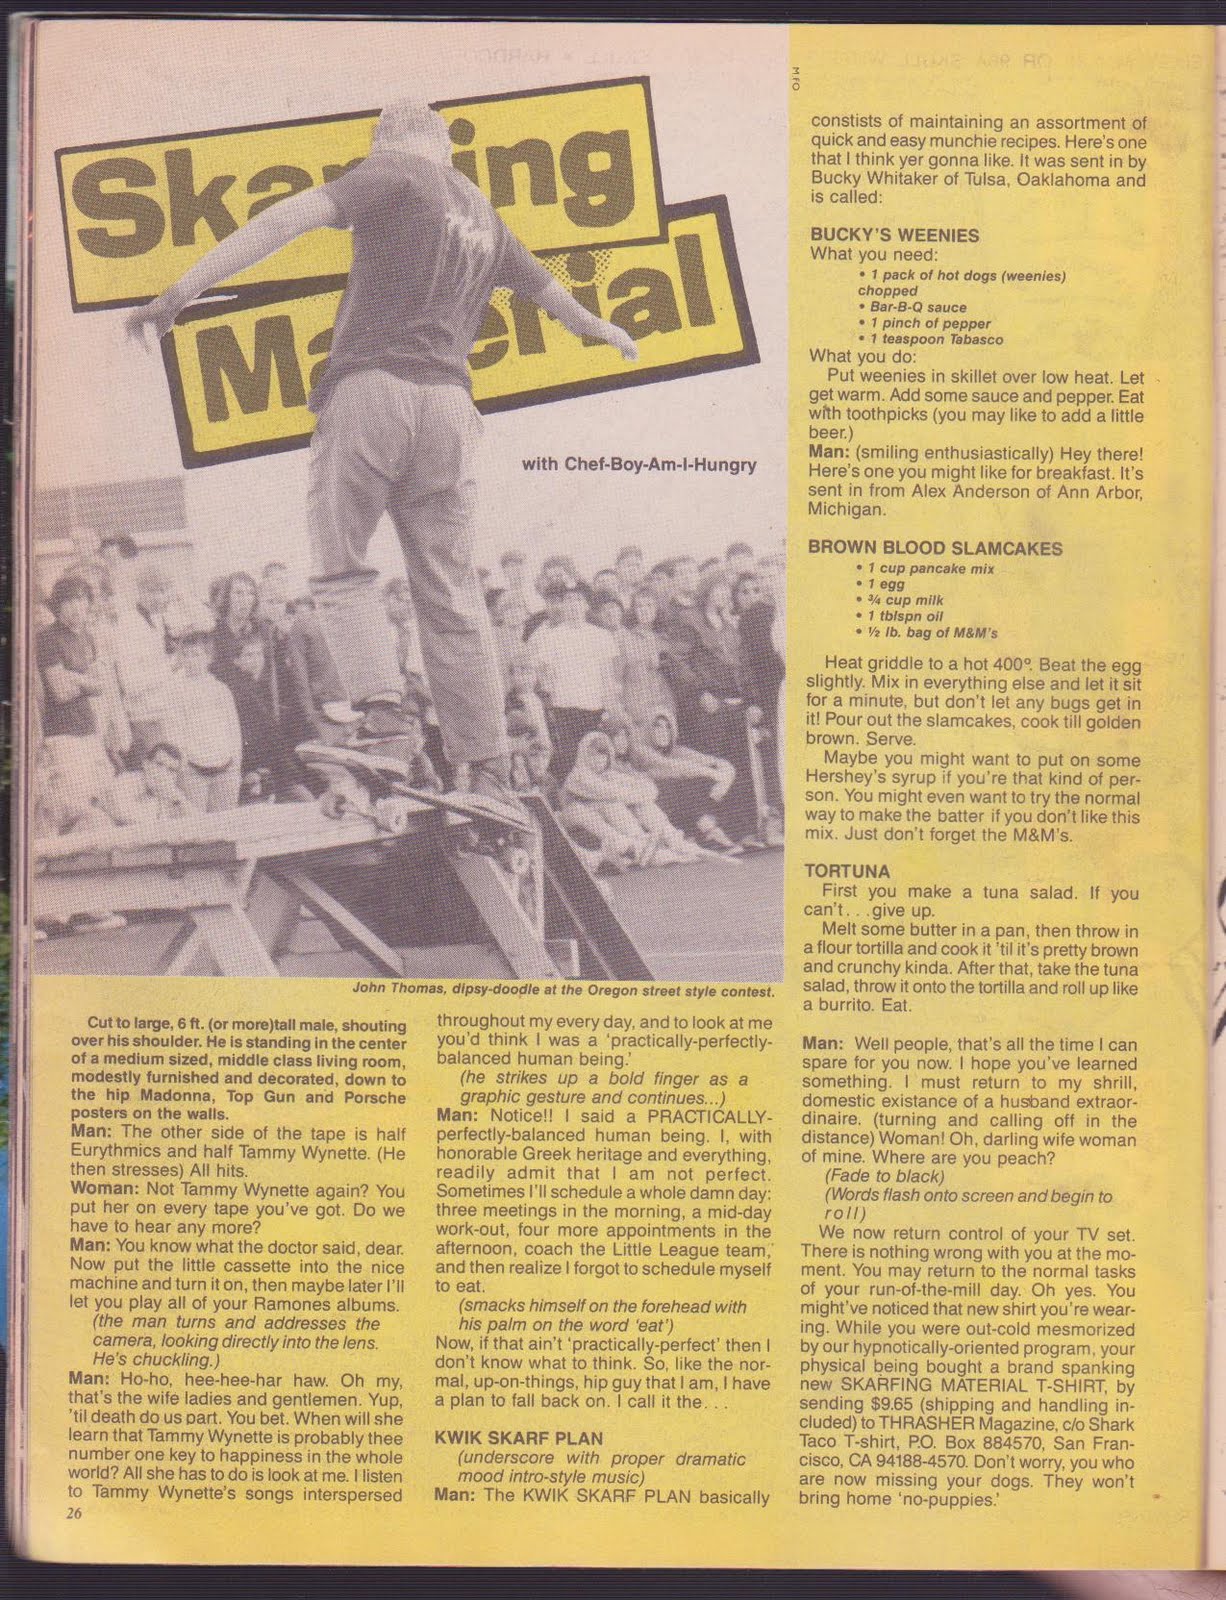 Skarfing
Material
with Chef-Boy-Am-I-Hungry
John Thomas, dipsy-doodle at the Oregon street style contest.
Cut to large, 6 ft. (or more)tall male, shouting
over his shoulder. He is standing in the center
of a medium sized, middle class living room,
modestly furnished and decorated, down to
the hip Madonna, Top Gun and Porsche
posters on the walls.
Man: The other side of the tape is half
Eurythmics and half Tammy Wynette. (He
then stresses) All hits.
Woman: Not Tammy Wynette again? You
put her on every tape you've got. Do we
have to hear any more?
Man: You know what the doctor said, dear.
Now put the little cassette into the nice
machine and turn it on, then maybe later I'll
let you play all of your Ramones albums.
(the man turns and addresses the
camera, looking directly into the lens.
He's chuckling.)
Man: Ho-ho, hee-hee-har haw. Oh my,
that's the wife ladies and gentlemen. Yup,
'til death do us part. You bet. When will she
learn that Tammy Wynette is probably thee
number one key to happiness in the whole
world? All she has to do is look at me. I listen
to Tammy Wynette's songs interspersed
26
throughout my every day, and to look at me
you'd think I was a 'practically-perfectly-
balanced human being.'
(he strikes up a bold finger as a
graphic gesture and continues...)
Man: Notice!! I said a PRACTICALLY-
perfectly-balanced human being. I, with
honorable Greek heritage and everything,
readily admit that I am not perfect.
Sometimes I'll schedule a whole damn day:
three meetings in the morning, a mid-day
work-out, four more appointments in the
afternoon, coach the Little League team,
and then realize I forgot to schedule myself
to eat.
(smacks himself on the forehead with
his palm on the word 'eat')
Now, if that ain't 'practically-perfect' then I
don't know what to think. So, like the nor-
mal, up-on-things, hip guy that I am, I have
a plan to fall back on. I call it the. . .
KWIK SKARF PLAN
(underscore with proper dramatic
mood intro-style music)
Man: The KWIK SKARF PLAN basically
MFO
constists of maintaining an assortment of
quick and easy munchie recipes. Here's one
that I think yer gonna like. It was sent in by
Bucky Whitaker of Tulsa, Oaklahoma and
is called:
BUCKY'S WEENIES
What you need:
• 1 pack of hot dogs (weenies)
chopped
• Bar-B-Q sauce
• 1 pinch of pepper
• 1 teaspoon Tabasco
What you do:
Put weenies in skillet over low heat. Let
get warm. Add some sauce and pepper. Eat
with toothpicks (you may like to add a little
beer.)
Man: (smiling enthusiastically) Hey there!
Here's one you might like for breakfast. It's
sent in from Alex Anderson of Ann Arbor,
Michigan.
BROWN BLOOD SLAMCAKES
• 1 cup pancake mix
• 1 egg
• ¾ cup milk
• 1 tblspn oil
• ½ lb. bag of M&M's
Heat griddle to a hot 400°. Beat the egg
slightly. Mix in everything else and let it sit
for a minute, but don't let any bugs get in
it! Pour out the slamcakes, cook till golden
brown. Serve.
Maybe you might want to put on some
Hershey's syrup if you're that kind of per-
son. You might even want to try the normal
way to make the batter if you don't like this
mix. Just don't forget the M&M's.
TORTUNA
First you make a tuna salad. If you
can't. . .give up.
Melt some butter in a pan, then throw in
a flour tortilla and cook it 'til it's pretty brown
and crunchy kinda. After that, take the tuna
salad, throw it onto the tortilla and roll up like
a burrito. Eat.
Man: Well people, that's all the time I can
spare for you now. I hope you've learned
something. I must return to my shrill,
domestic existance of a husband extraor-
dinaire. (turning and calling off in the
distance) Woman! Oh, darling wife woman
of mine. Where are you peach?
(Fade to black)
(Words flash onto screen and begin to
roll)
We now return control of your TV set.
There is nothing wrong with you at the mo-
ment. You may return to the normal tasks
of your run-of-the-mill day. Oh yes. You
might've noticed that new shirt you're wear-
ing. While you were out-cold mesmorized
by our hypnotically-oriented program, your
physical being bought a brand spanking
new SKARFING MATERIAL T-SHIRT, by
sending $9.65 (shipping and handling in-
cluded) to THRASHER Magazine, c/o Shark
Taco T-shirt, P.O. Box 884570, San Fran-
cisco, CA 94188-4570. Don't worry, you who
are now missing your dogs. They won't
bring home 'no-puppies.'